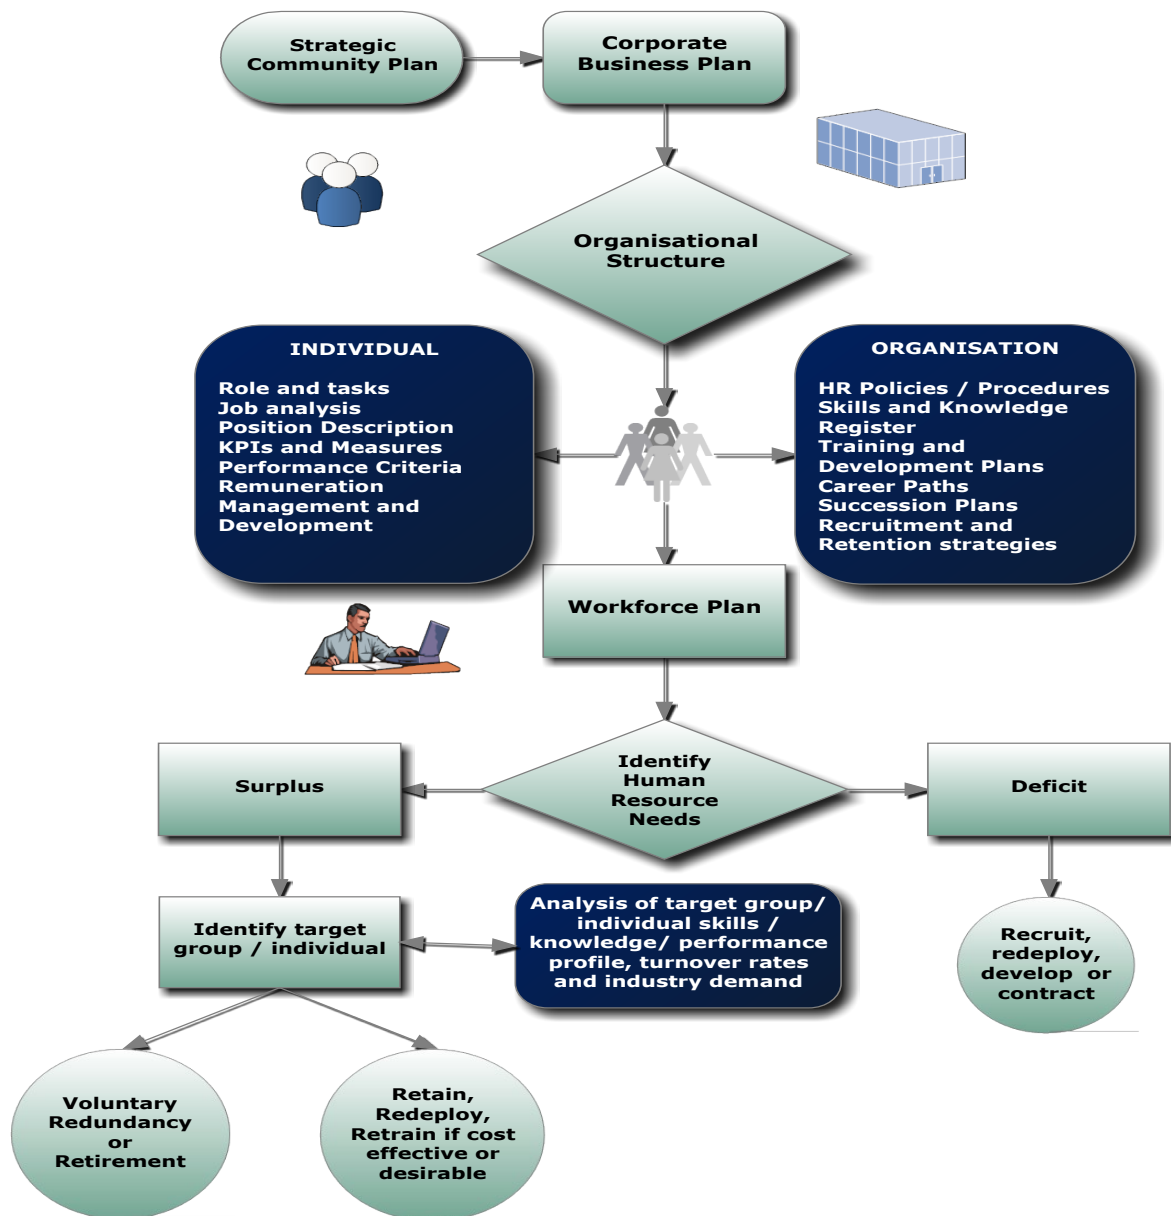 Strategic
Community Plan
Corporate
Business Plan
Organisational
Structure
INDIVIDUAL
Role and tasks
Job analysis
Position Description
KPIs and Measures
Performance Criteria
Remuneration
Management and
Development
ORGANISATION
HR Policies / Procedures
Skills and Knowledge
Register
Training and
Development Plans
Career Paths
Succession Plans
Recruitment and
Retention strategies
Workforce Plan
Identify
Human
Resource
Needs
Surplus
Deficit
Identify target
group / individual
Analysis of target group/
individual skills /
knowledge/ performance
profile, turnover rates
and industry demand
Recruit,
redeploy,
develop or
contract
Voluntary
Redundancy
or
Retirement
Retain,
Redeploy,
Retrain if cost
effective or
desirable